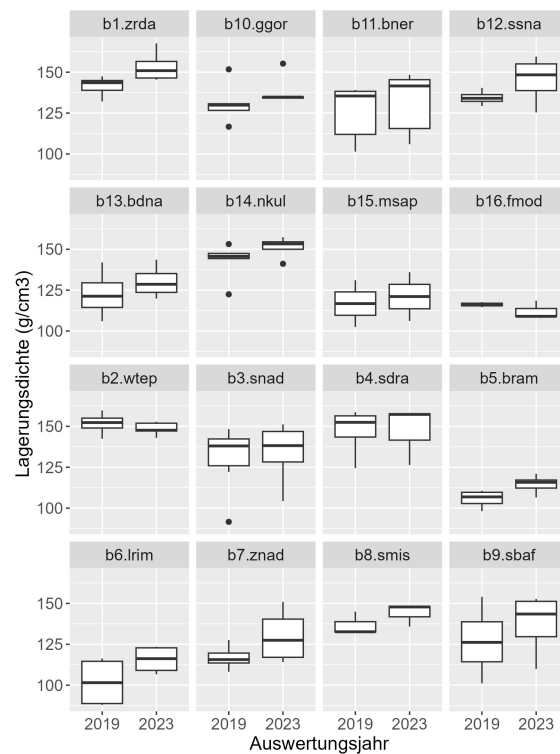 b1.zrda b10.ggor b11.bner b12.ssna
150
125
100
b13.bdna b14.nkul b15.msap b16.fmod
150
125
100
b2.wtep b3.snad b4.sdra b5.bram
150
125
100
b6.lrim b7.znad b8.smis b9.sbaf
150
125
100
2019 2023 2019 2023 2019 2023 2019 2023
Auswertungsjahr
Lagerungsdichte (g/cm3)